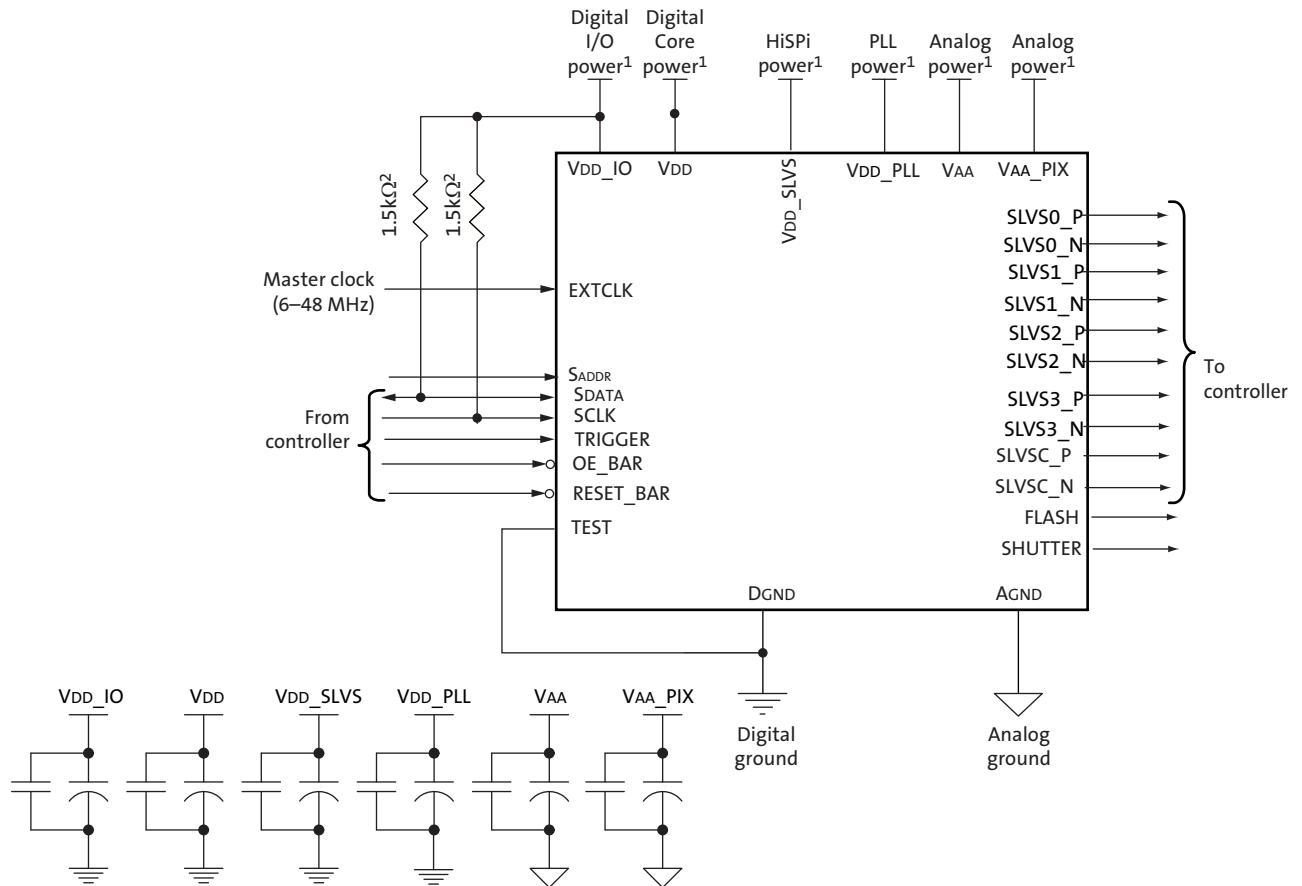 Digital
I/O
power1
Digital
Core
power1
HiSPi
power1
PLL
power1
Analog
power1
Analog
power1
1.5kΩ2
1.5kΩ2
VDD_IO
VDD
VDD_SLVS
VDD_PLL
VAA
VAA_PIX
Master clock
(6–48 MHz)
EXTCLK
SADDR
SDATA
SCLK
TRIGGER
OE_BAR
RESET_BAR
TEST
From
controller
SLVS0_P
SLVS0_N
SLVS1_P
SLVS1_N
SLVS2_P
SLVS2_N
SLVS3_P
SLVS3_N
SLVSC_P
SLVSC_N
FLASH
SHUTTER
To
controller
DGND
AGND
Digital
ground
Analog
ground
VDD_IO
VDD
VDD_SLVS
VDD_PLL
VAA
VAA_PIX